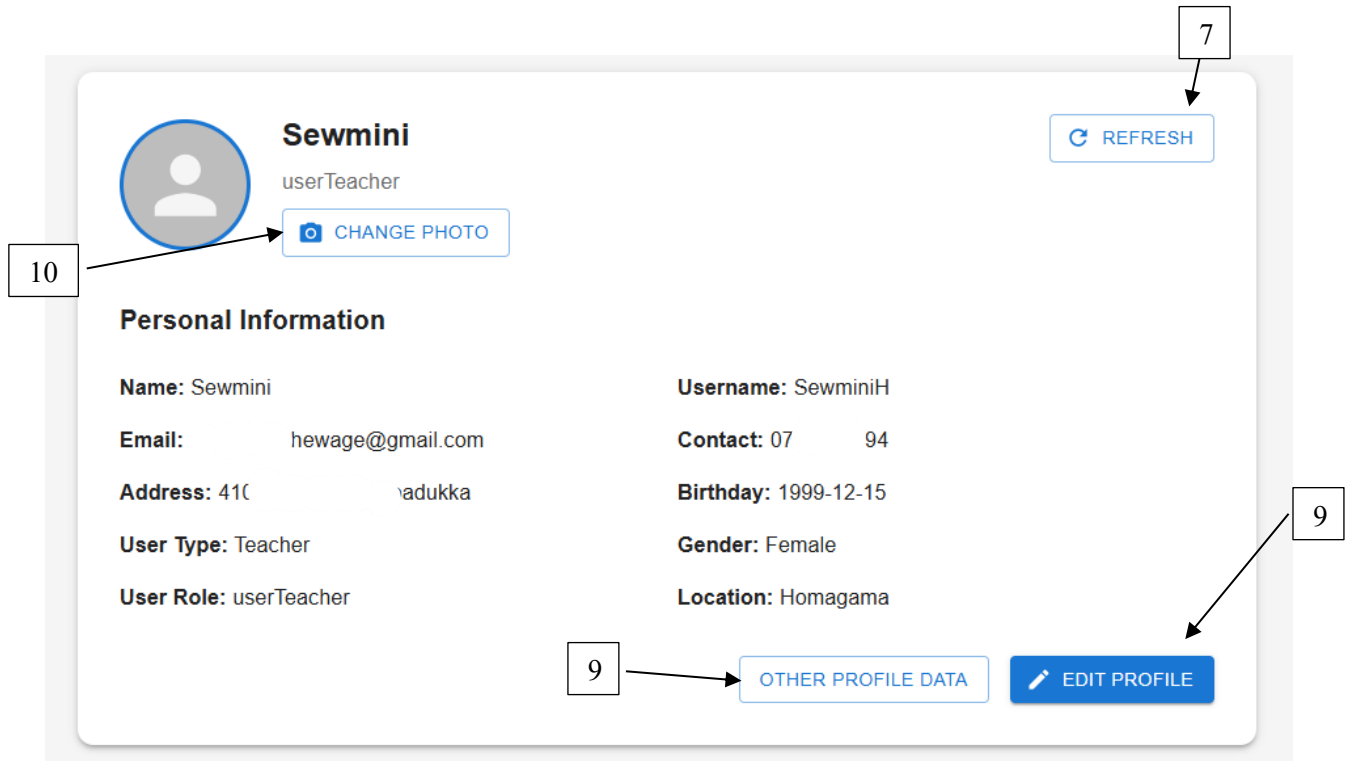 7
Sewmini
REFRESH
userTeacher
CHANGE PHOTO
10
Personal Information
Name: Sewmini
Username: SewminiH
Email: hewage@gmail.com
Contact: 07 94
Address: 410 adukka
Birthday: 1999-12-15
9
User Type: Teacher
Gender: Female
User Role: userTeacher
Location: Homagama
9
OTHER PROFILE DATA
EDIT PROFILE